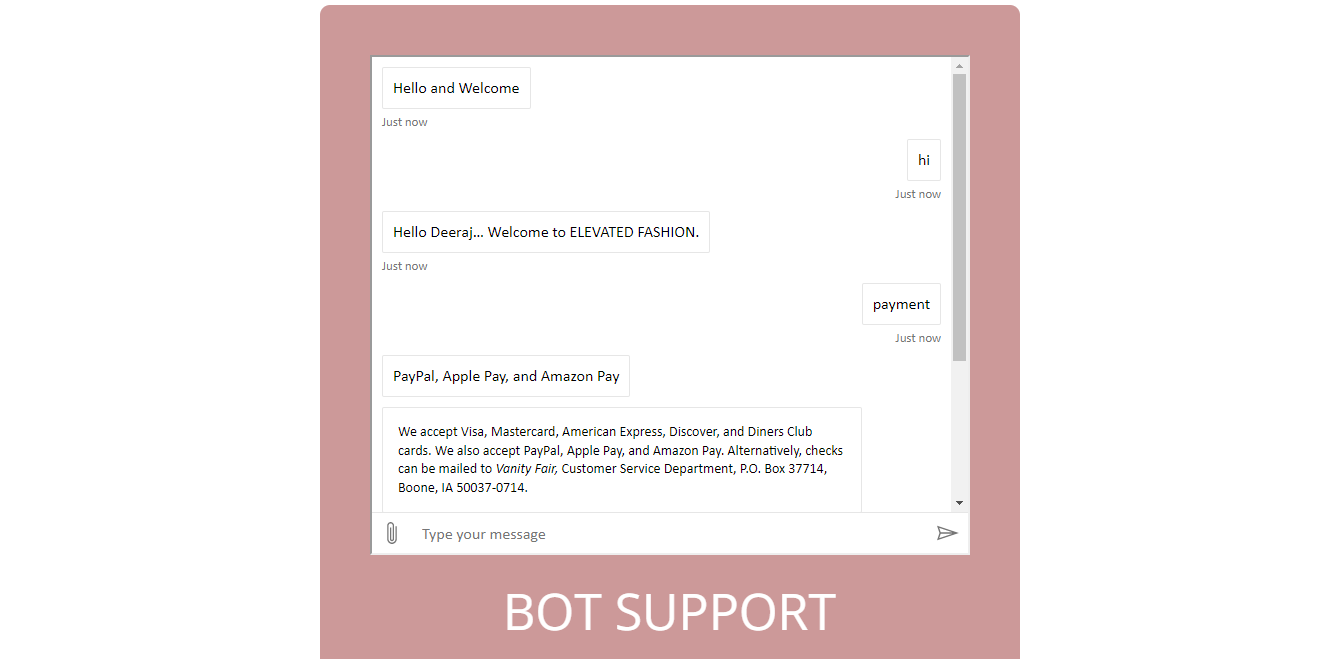 Hello and Welcome
Just now
hi
Just now
Hello Deeraj... Welcome to ELEVATED FASHION.
Just now
payment
Just now
PayPal, Apple Pay, and Amazon Pay
We accept Visa, Mastercard, American Express, Discover, and Diners Club
cards. We also accept PayPal, Apple Pay, and Amazon Pay. Alternatively, checks
can be mailed to Vanity Fair, Customer Service Department, P.O. Box 37714,
Boone, IA 50037-0714.
Type your message
BOT SUPPORT